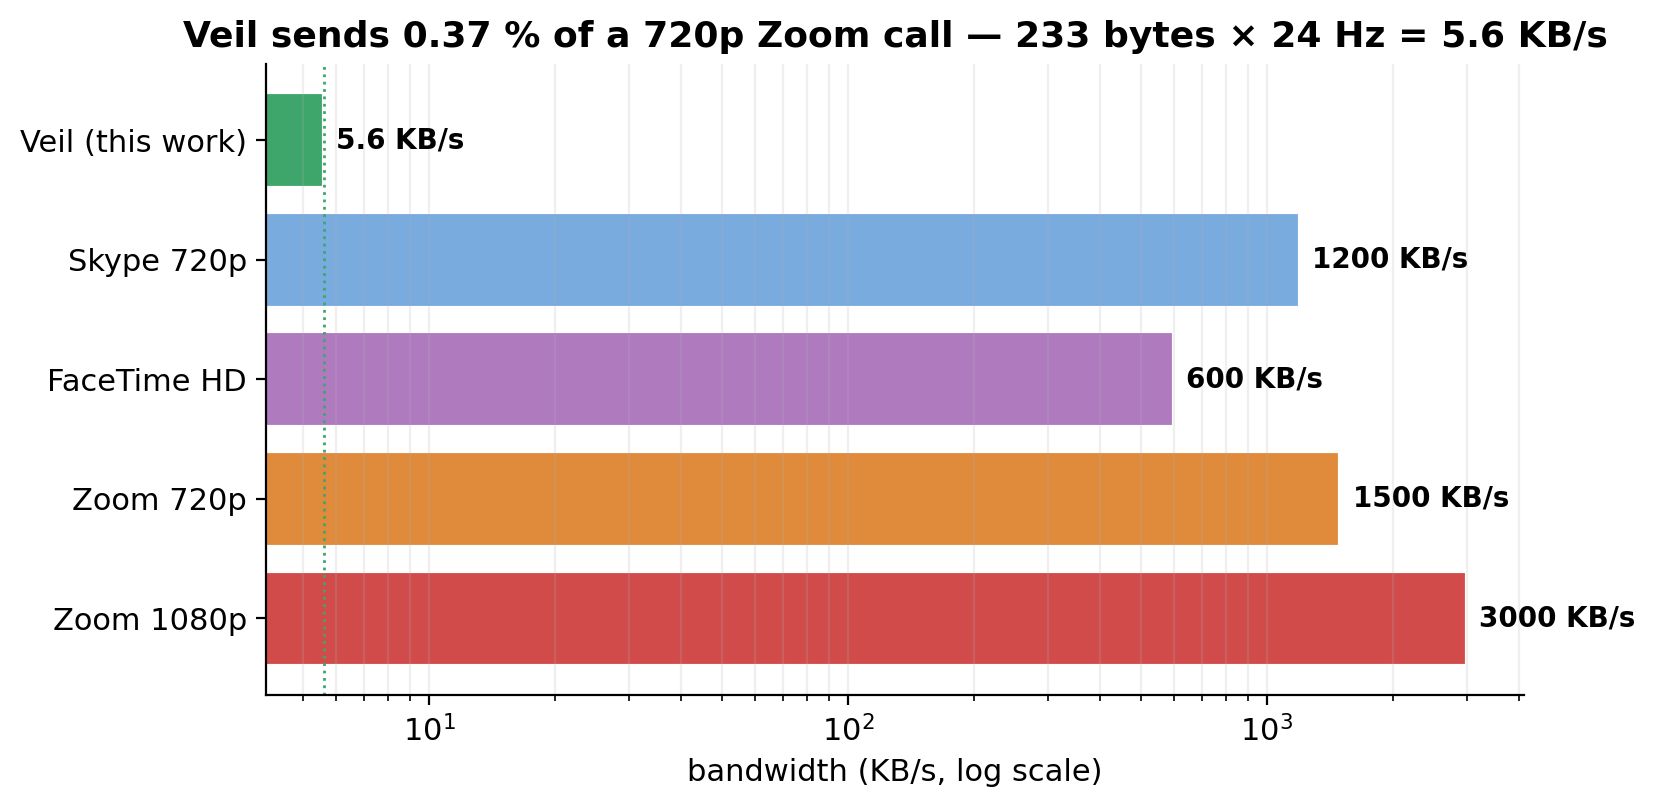 Veil sends 0.37 % of a 720p Zoom call — 233 bytes × 24 Hz = 5.6 KB/s
Veil (this work)
5.6 KB/s
Skype 720p
1200 KB/s
FaceTime HD
600 KB/s
Zoom 720p
1500 KB/s
Zoom 1080p
3000 KB/s
10¹
10²
10³
bandwidth (KB/s, log scale)